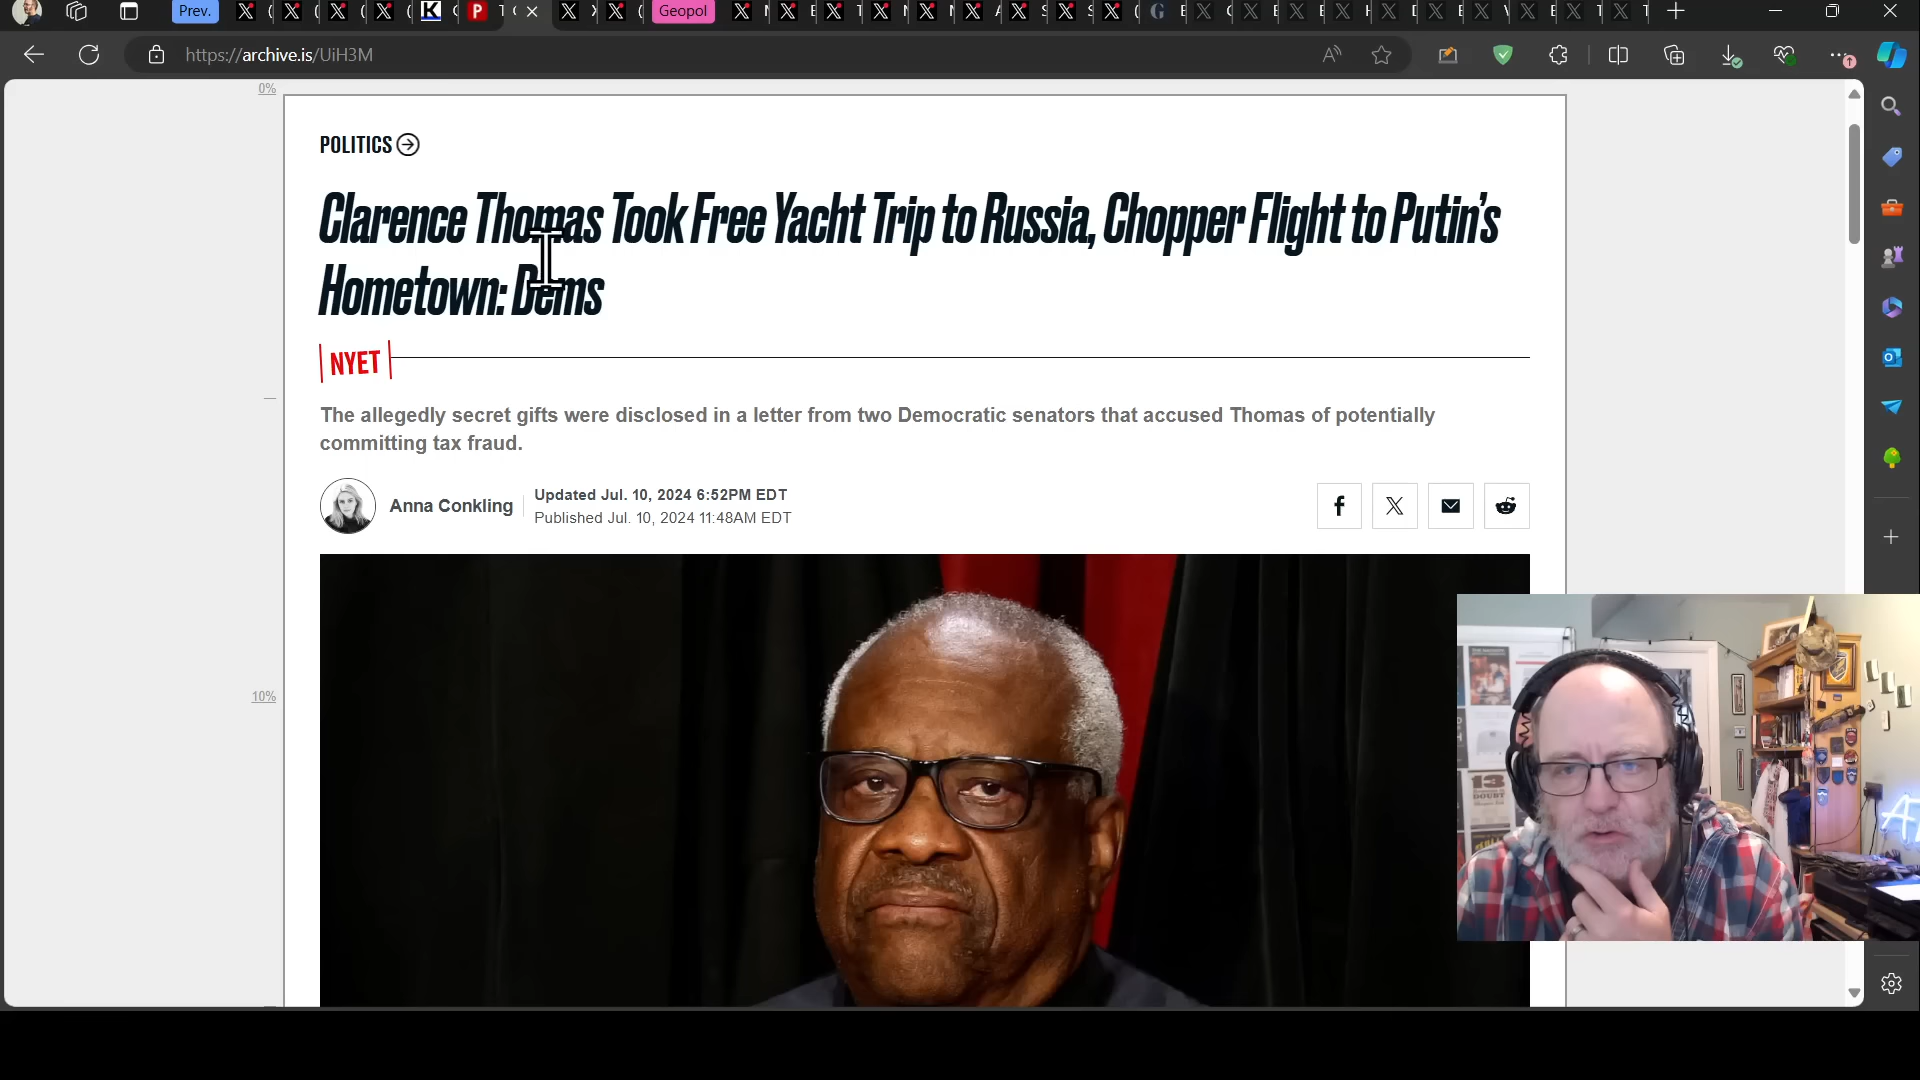 Prev.
Geopol
https://archive.is/UiH3M
0%
POLITICS
Clarence Thomas Took Free Yacht Trip to Russia, Chopper Flight to Putin's
Hometown: Dems
NYET
The allegedly secret gifts were disclosed in a letter from two Democratic senators that accused Thomas of potentially
committing tax fraud.
Anna Conkling
Updated Jul. 10, 2024 6:52PM EDT
Published Jul. 10, 2024 11:48AM EDT
10%
13
DOUBT